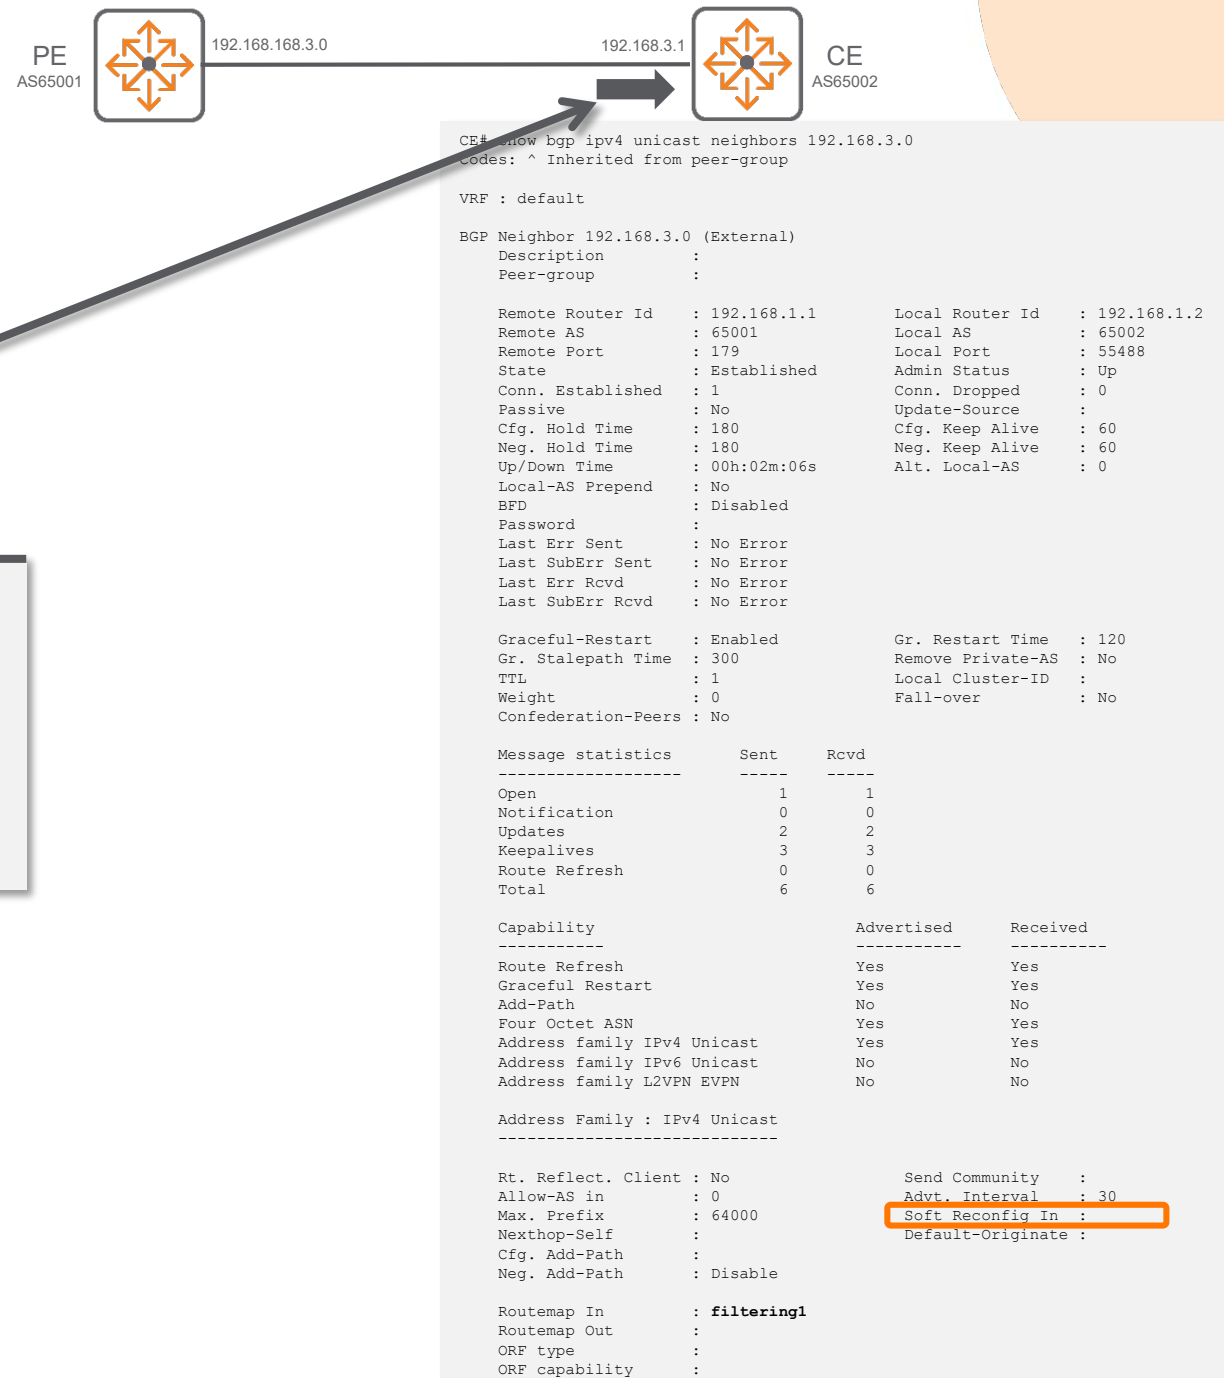 PE
AS65001
192.168.168.3.0
192.168.3.1
CE
AS65002
CE# show bgp ipv4 unicast neighbors 192.168.3.0
Codes: ^ Inherited from peer-group
VRF : default
BGP Neighbor 192.168.3.0 (External)
Description :
Peer-group :
Remote Router Id : 192.168.1.1 Local Router Id : 192.168.1.2
Remote AS : 65001 Local AS : 65002
Remote Port : 179 Local Port : 55488
State : Established Admin Status : Up
Conn. Established : 1 Conn. Dropped : 0
Passive : No Update-Source :
Cfg. Hold Time : 180 Cfg. Keep Alive : 60
Neg. Hold Time : 180 Neg. Keep Alive : 60
Up/Down Time : 00h:02m:06s Alt. Local-AS : 0
Local-AS Prepend : No
BFD : Disabled
Password :
Last Err Sent : No Error
Last SubErr Sent : No Error
Last Err Rcvd : No Error
Last SubErr Rcvd : No Error
Graceful-Restart : Enabled Gr. Restart Time : 120
Gr. Stalepath Time : 300 Remove Private-AS : No
TTL : 1 Local Cluster-ID :
Weight : 0 Fall-over : No
Confederation-Peers : No
Message statistics Sent Rcvd
------------------- ----- -----
Open 1 1
Notification 0 0
Updates 2 2
Keepalives 3 3
Route Refresh 0 0
Total 6 6
Capability Advertised Received
----------- ----------- ----------
Route Refresh Yes Yes
Graceful Restart Yes Yes
Add-Path No No
Four Octet ASN Yes Yes
Address family IPv4 Unicast Yes Yes
Address family IPv6 Unicast No No
Address family L2VPN EVPN No No
Address Family : IPv4 Unicast
-----------------------------
Rt. Reflect. Client : No Send Community :
Allow-AS in : 0 Advt. Interval : 30
Max. Prefix : 64000 Soft Reconfig In :
Nexthop-Self : Default-Originate :
Cfg. Add-Path :
Neg. Add-Path : Disable
Routemap In : filtering1
Routemap Out :
ORF type :
ORF capability :